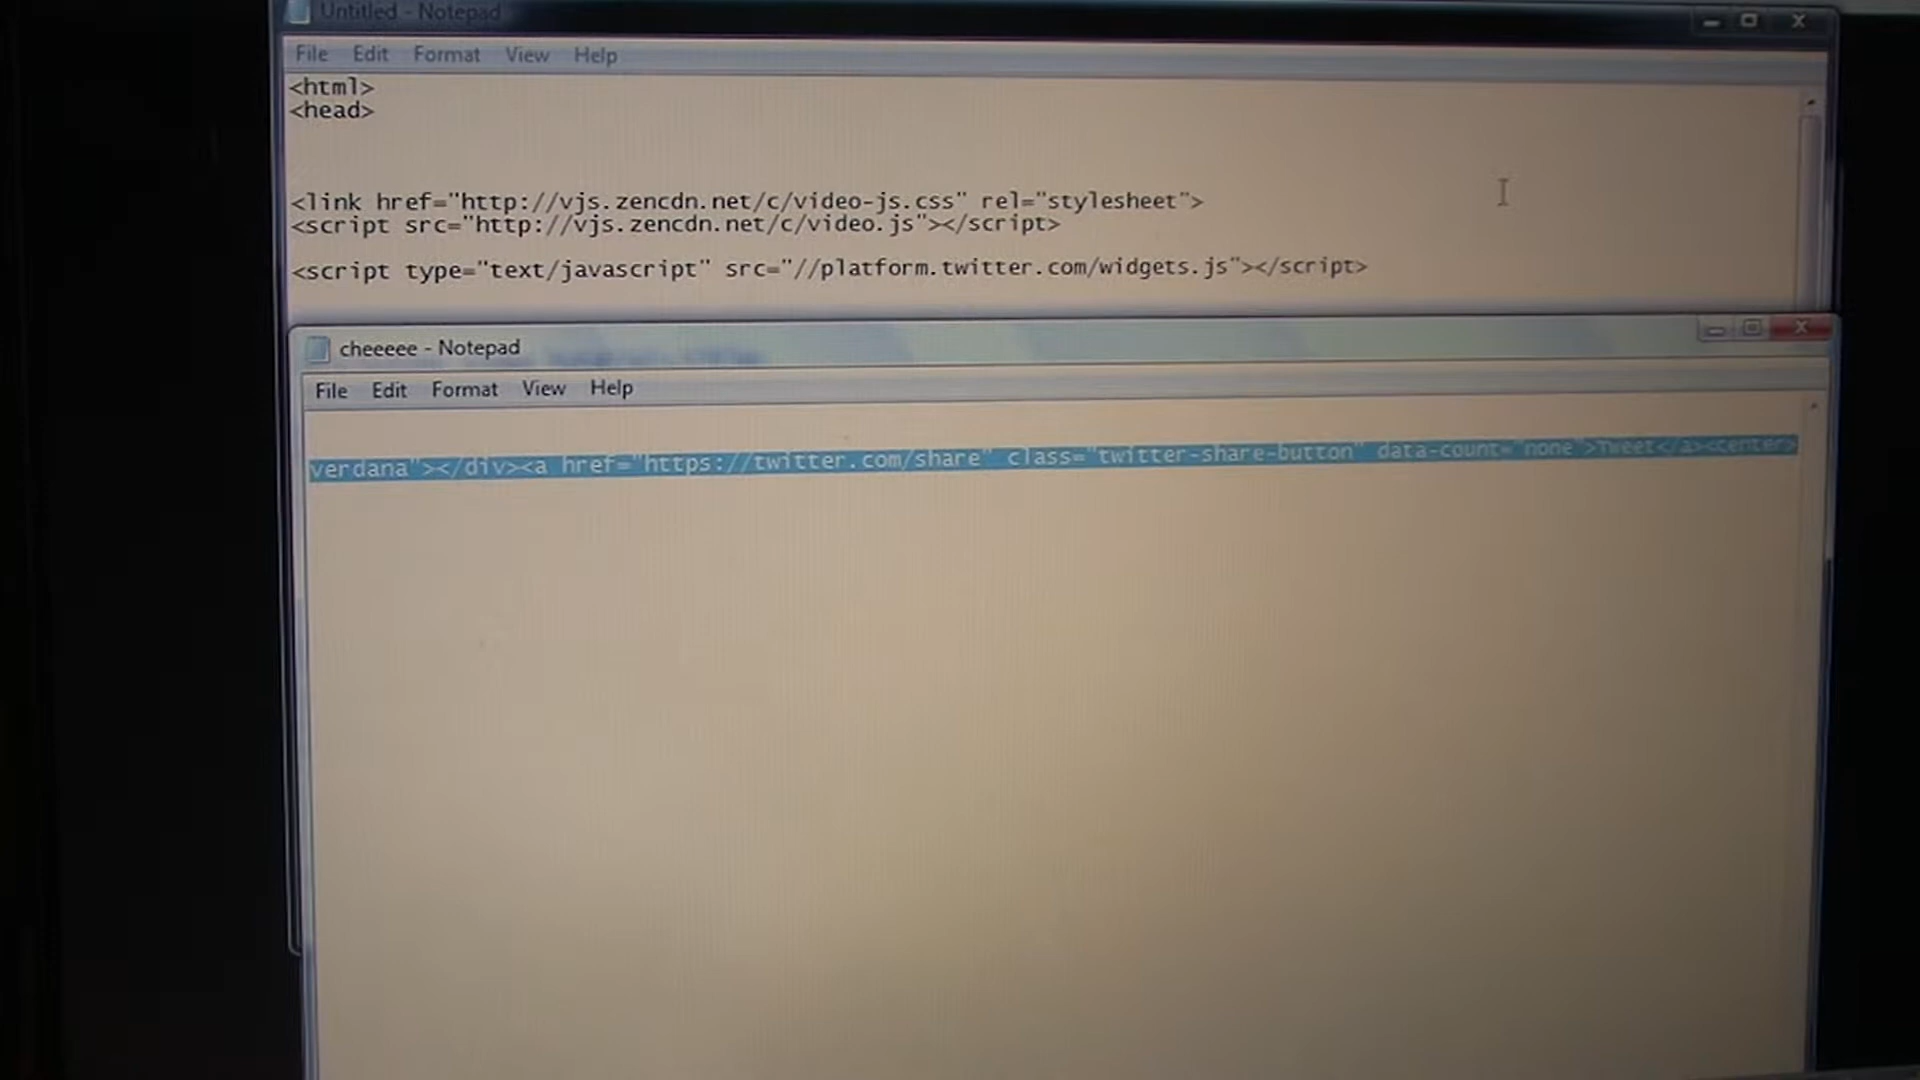 Untitled - Notepad
File Edit Format View Help
<html>
<head>
<link href="http://vjs.zencdn.net/c/video-js.css" rel="stylesheet">
<script src="http://vjs.zencdn.net/c/video.js"></script>
<script type="text/javascript" src="//platform.twitter.com/widgets.js"></script>
cheeeee - Notepad
File Edit Format View Help
verdana"></div><a href="https://twitter.com/share" class="twitter-share-button" data-count="none">Tweet</a><center>